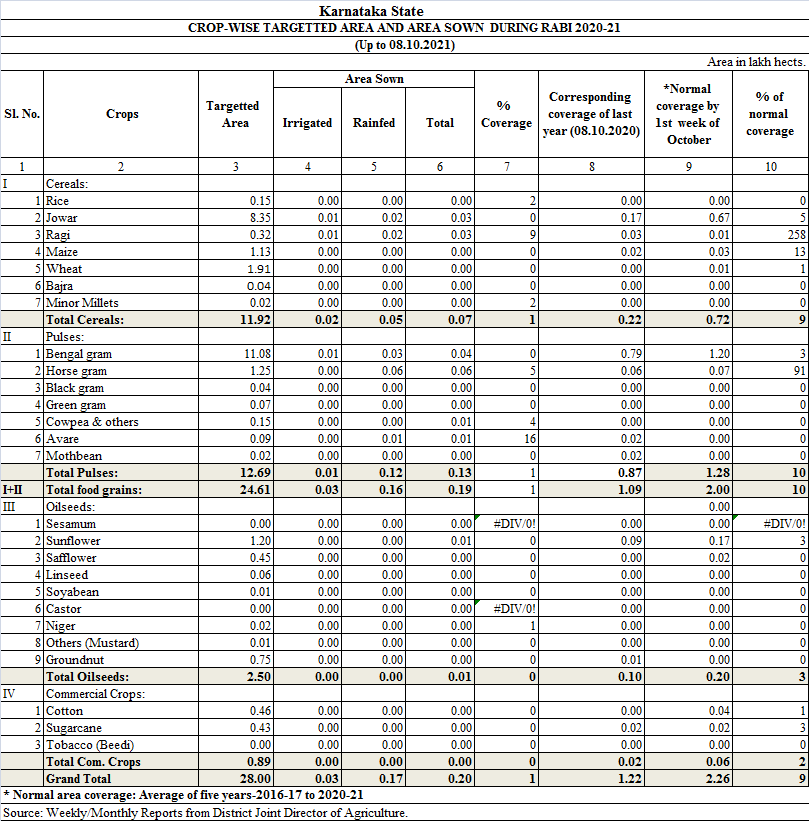 Karnataka State
CROP-WISE TARGETTED AREA AND AREA SOWN DURING RABI 2020-21
(Up to 08.10.2021)
Area in lakh hects.
Sl. No. Crops Targetted Area Area Sown Irrigated Rainfed Total % Coverage Corresponding coverage of last year (08.10.2020) *Normal coverage by 1st week of October % of normal coverage
1 2 3 4 5 6 7 8 9 10
I Cereals:
1 Rice 0.15 0.00 0.00 0.00 2 0.00 0.00 0
2 Jowar 8.35 0.01 0.02 0.03 0 0.17 0.67 5
3 Ragi 0.32 0.01 0.02 0.03 9 0.03 0.01 258
4 Maize 1.13 0.00 0.00 0.00 0 0.02 0.03 13
5 Wheat 1.91 0.00 0.00 0.00 0 0.00 0.01 1
6 Bajra 0.04 0.00 0.00 0.00 0 0.00 0.00 0
7 Minor Millets 0.02 0.00 0.00 0.00 2 0.00 0.00 0
Total Cereals: 11.92 0.02 0.05 0.07 1 0.22 0.72 9
II Pulses:
1 Bengal gram 11.08 0.01 0.03 0.04 0 0.79 1.20 3
2 Horse gram 1.25 0.00 0.06 0.06 5 0.06 0.07 91
3 Black gram 0.04 0.00 0.00 0.00 0 0.00 0.00 0
4 Green gram 0.07 0.00 0.00 0.00 0 0.00 0.00 0
5 Cowpea & others 0.15 0.00 0.00 0.01 4 0.00 0.00 0
6 Avare 0.09 0.00 0.01 0.01 16 0.02 0.00 0
7 Mothbean 0.02 0.00 0.00 0.00 0 0.02 0.00 0
Total Pulses: 12.69 0.01 0.12 0.13 1 0.87 1.28 10
I+II Total food grains: 24.61 0.03 0.16 0.19 1 1.09 2.00 10
III Oilseeds: 0.00
1 Sesamum 0.00 0.00 0.00 0.00 #DIV/0! 0.00 0.00 #DIV/0!
2 Sunflower 1.20 0.00 0.00 0.01 0 0.09 0.17 3
3 Safflower 0.45 0.00 0.00 0.00 0 0.00 0.02 0
4 Linseed 0.06 0.00 0.00 0.00 0 0.00 0.00 0
5 Soyabean 0.01 0.00 0.00 0.00 0 0.00 0.00 0
6 Castor 0.00 0.00 0.00 0.00 #DIV/0! 0.00 0.00 0
7 Niger 0.02 0.00 0.00 0.00 1 0.00 0.00 0
8 Others (Mustard) 0.01 0.00 0.00 0.00 0 0.00 0.00 0
9 Groundnut 0.75 0.00 0.00 0.00 0 0.01 0.00 0
Total Oilseeds: 2.50 0.00 0.00 0.01 0 0.10 0.20 3
IV Commercial Crops:
1 Cotton 0.46 0.00 0.00 0.00 0 0.00 0.04 1
2 Sugarcane 0.43 0.00 0.00 0.00 0 0.02 0.02 3
3 Tobacco (Beedi) 0.00 0.00 0.00 0.00 0 0.00 0.00 0
Total Com. Crops 0.89 0.00 0.00 0.00 0 0.02 0.06 2
Grand Total 28.00 0.03 0.17 0.20 1 1.22 2.26 9
* Normal area coverage: Average of five years-2016-17 to 2020-21
Source: Weekly/Monthly Reports from District Joint Director of Agriculture.